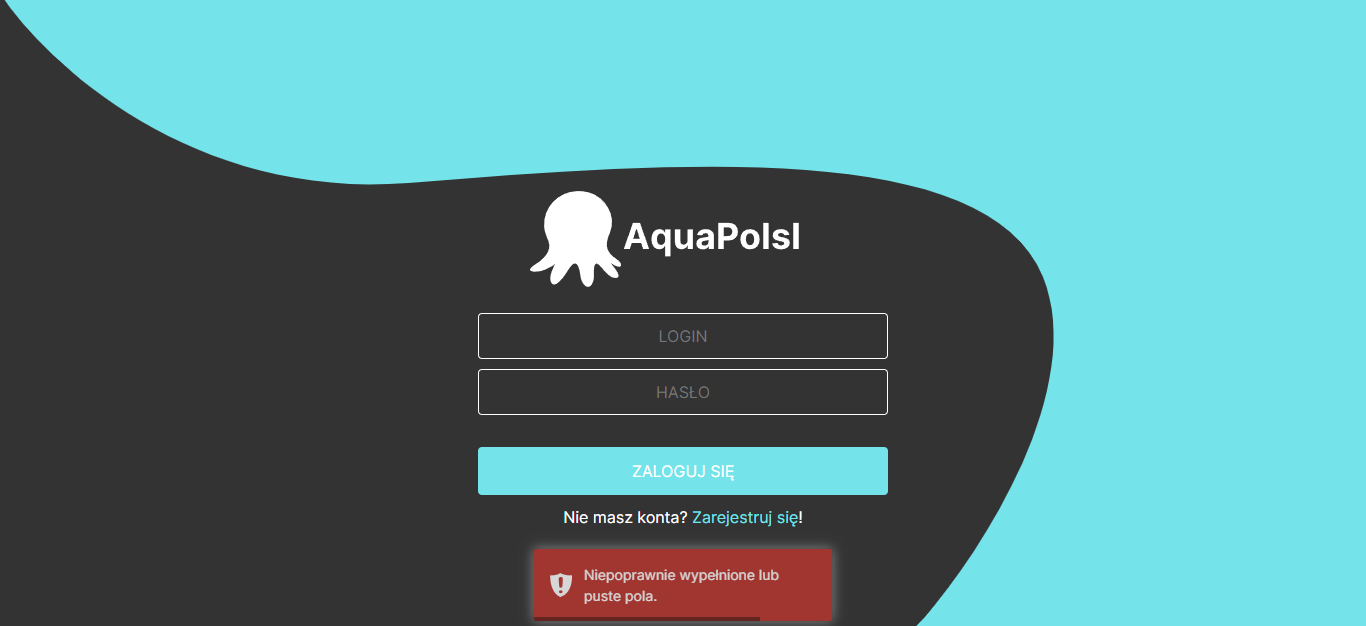 AquaPolsl
LOGIN
HASŁO
ZALOGUJ SIĘ
Nie masz konta? Zarejestruj się!
Niepoprawnie wypełnione lub
puste pola.